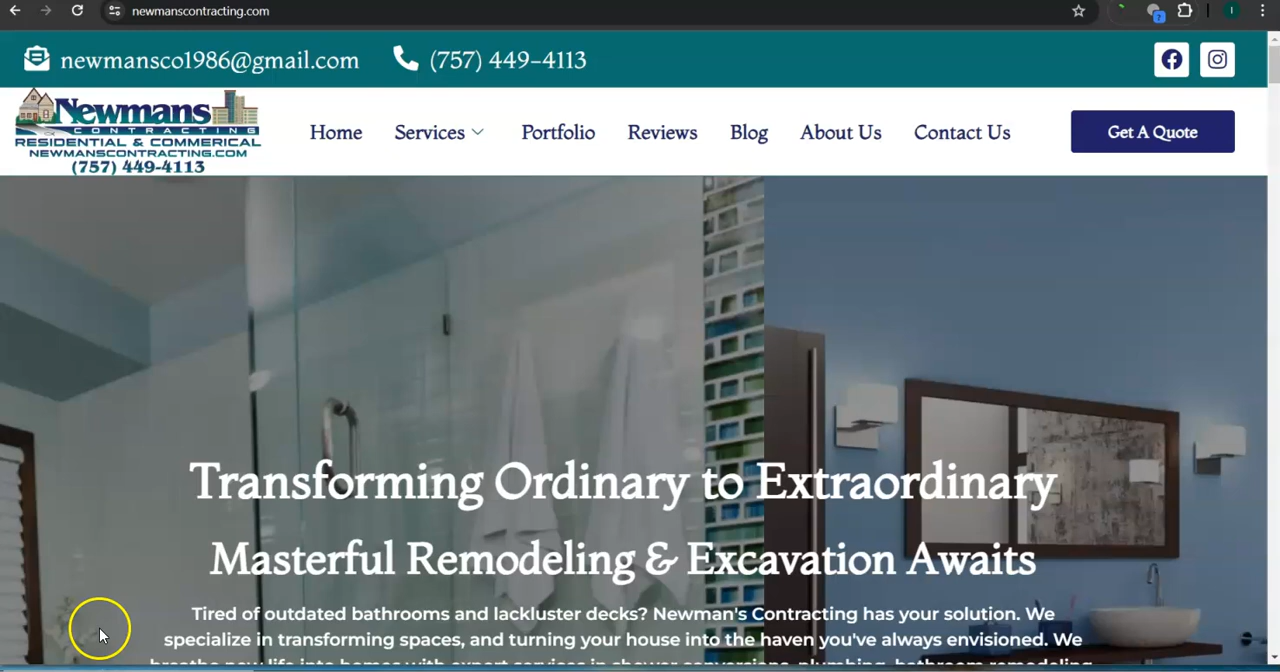 newmanscontracting.com
newmansco1986@gmail.com (757) 449-4113
Newmans
CONTRACTING
RESIDENTIAL & COMMERICAL
NEWMANSCONTRACTING.COM
(757) 449-4113
Home Services Portfolio Reviews Blog About Us Contact Us Get A Quote
Transforming Ordinary to Extraordinary
Masterful Remodeling & Excavation Awaits
Tired of outdated bathrooms and lackluster decks? Newman's Contracting has your solution. We
specialize in transforming spaces, and turning your house into the haven you've always envisioned. We
breathe new life into homes with expert services in shower conversions, plumbing, bathroom remodeling